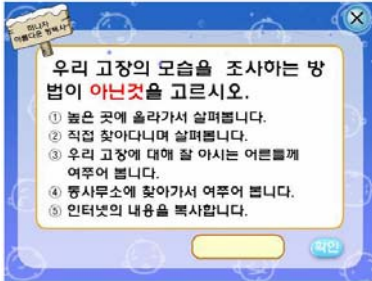 우리 고장의 모습을 조사하는 방
법이 아닌것을 고르시오.
① 높은 곳에 올라가서 살펴봅니다.
② 직접 찾아다니며 살펴봅니다.
③ 우리 고장에 대해 잘 아시는 어른들께
여쭈어 봅니다.
④ 동사무소에 찾아가서 여쭈어 봅니다.
⑤ 인터넷의 내용을 복사합니다.
확인